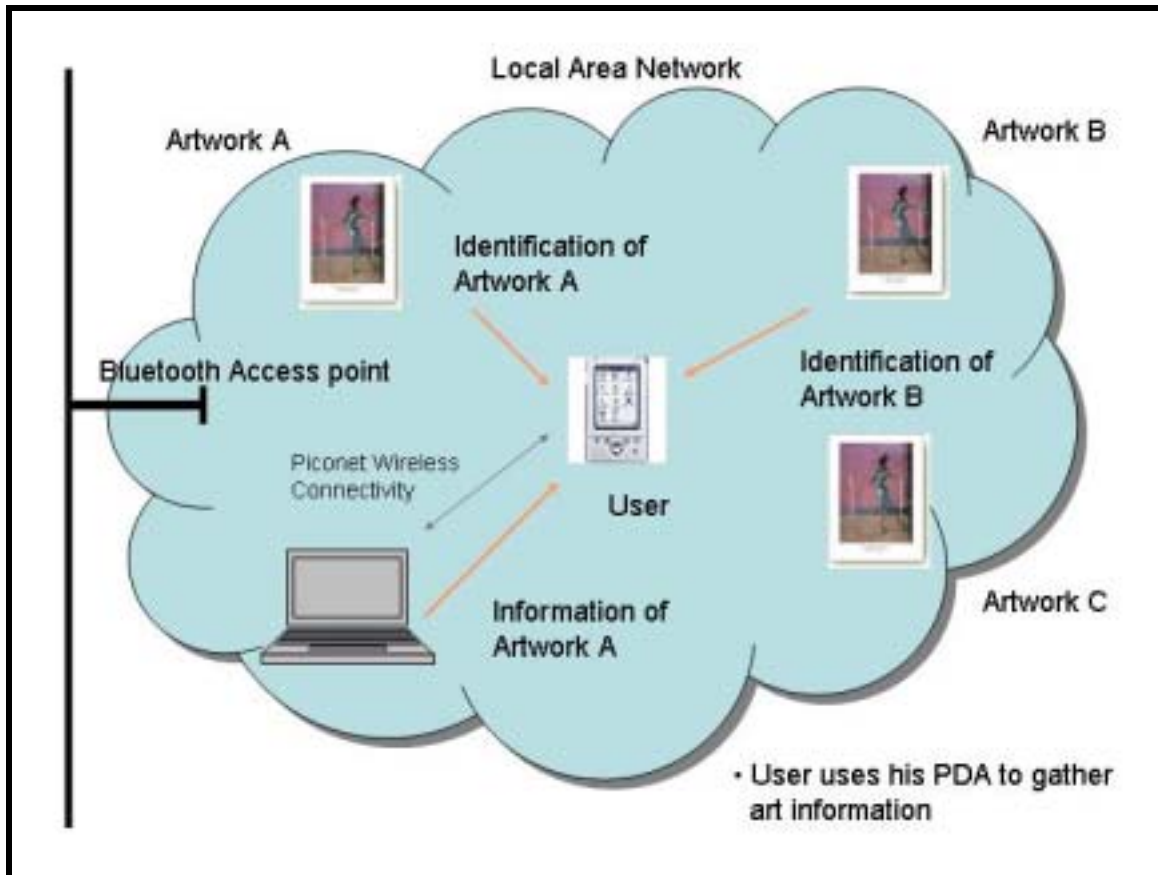 Local Area Network
Artwork A
Artwork B
Identification of
Artwork A
Bluetooth Access point
Identification of
Artwork B
Piconet Wireless
Connectivity
User
Information of
Artwork A
Artwork C
• User uses his PDA to gather
art information